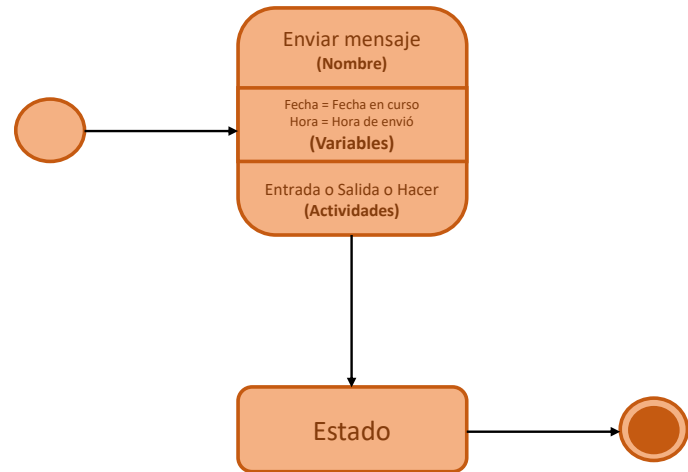 Enviar mensaje
(Nombre)
Fecha = Fecha en curso
Hora = Hora de envió
(Variables)
Entrada o Salida o Hacer
(Actividades)
Estado